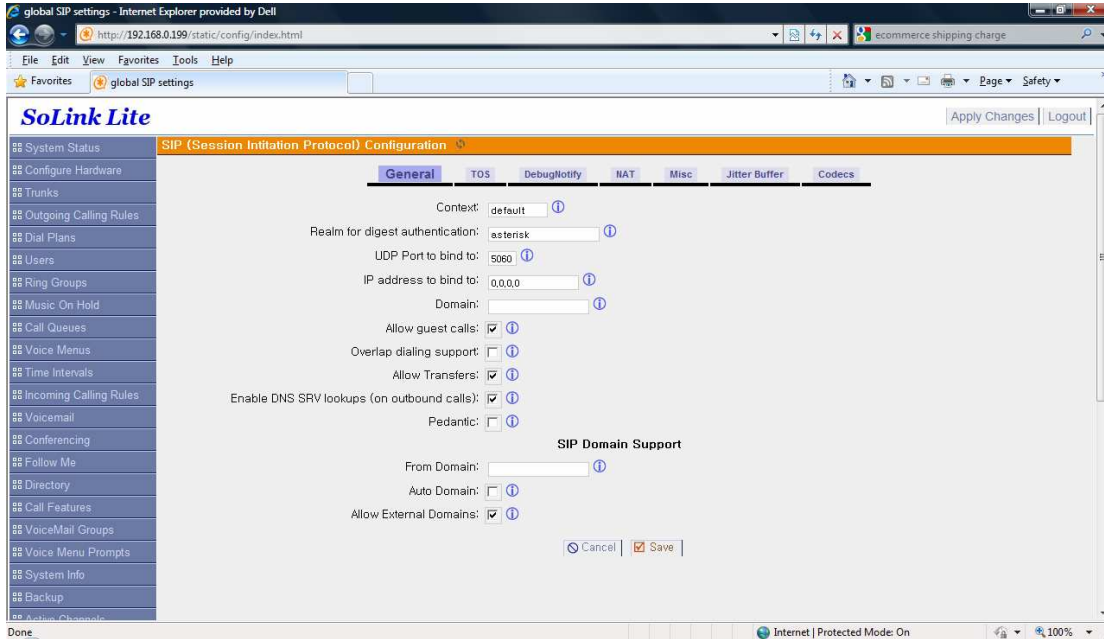 global SIP settings - Internet Explorer provided by Dell
http://192.168.0.199/static/config/index.html
ecommerce shipping charge
File Edit View Favorites Tools Help
Favorites global SIP settings
Page Safety
SoLink Lite
Apply Changes Logout
SIP (Session Intitation Protocol) Configuration
General TOS DebugNotify NAT Misc Jitter Buffer Codecs
System Status
Configure Hardware
Trunks
Outgoing Calling Rules
Dial Plans
Users
Ring Groups
Music On Hold
Call Queues
Voice Menus
Time Intervals
Incoming Calling Rules
Voicemail
Conferencing
Follow Me
Directory
Call Features
VoiceMail Groups
Voice Menu Prompts
System Info
Backup
Active Channels
Context: default
Realm for digest authentication: asterisk
UDP Port to bind to: 5060
IP address to bind to: 0.0.0.0
Domain:
Allow guest calls:
Overlap dialing support:
Allow Transfers:
Enable DNS SRV lookups (on outbound calls):
Pedantic:
SIP Domain Support
From Domain:
Auto Domain:
Allow External Domains:
Cancel Save
Done
Internet | Protected Mode: On
100%